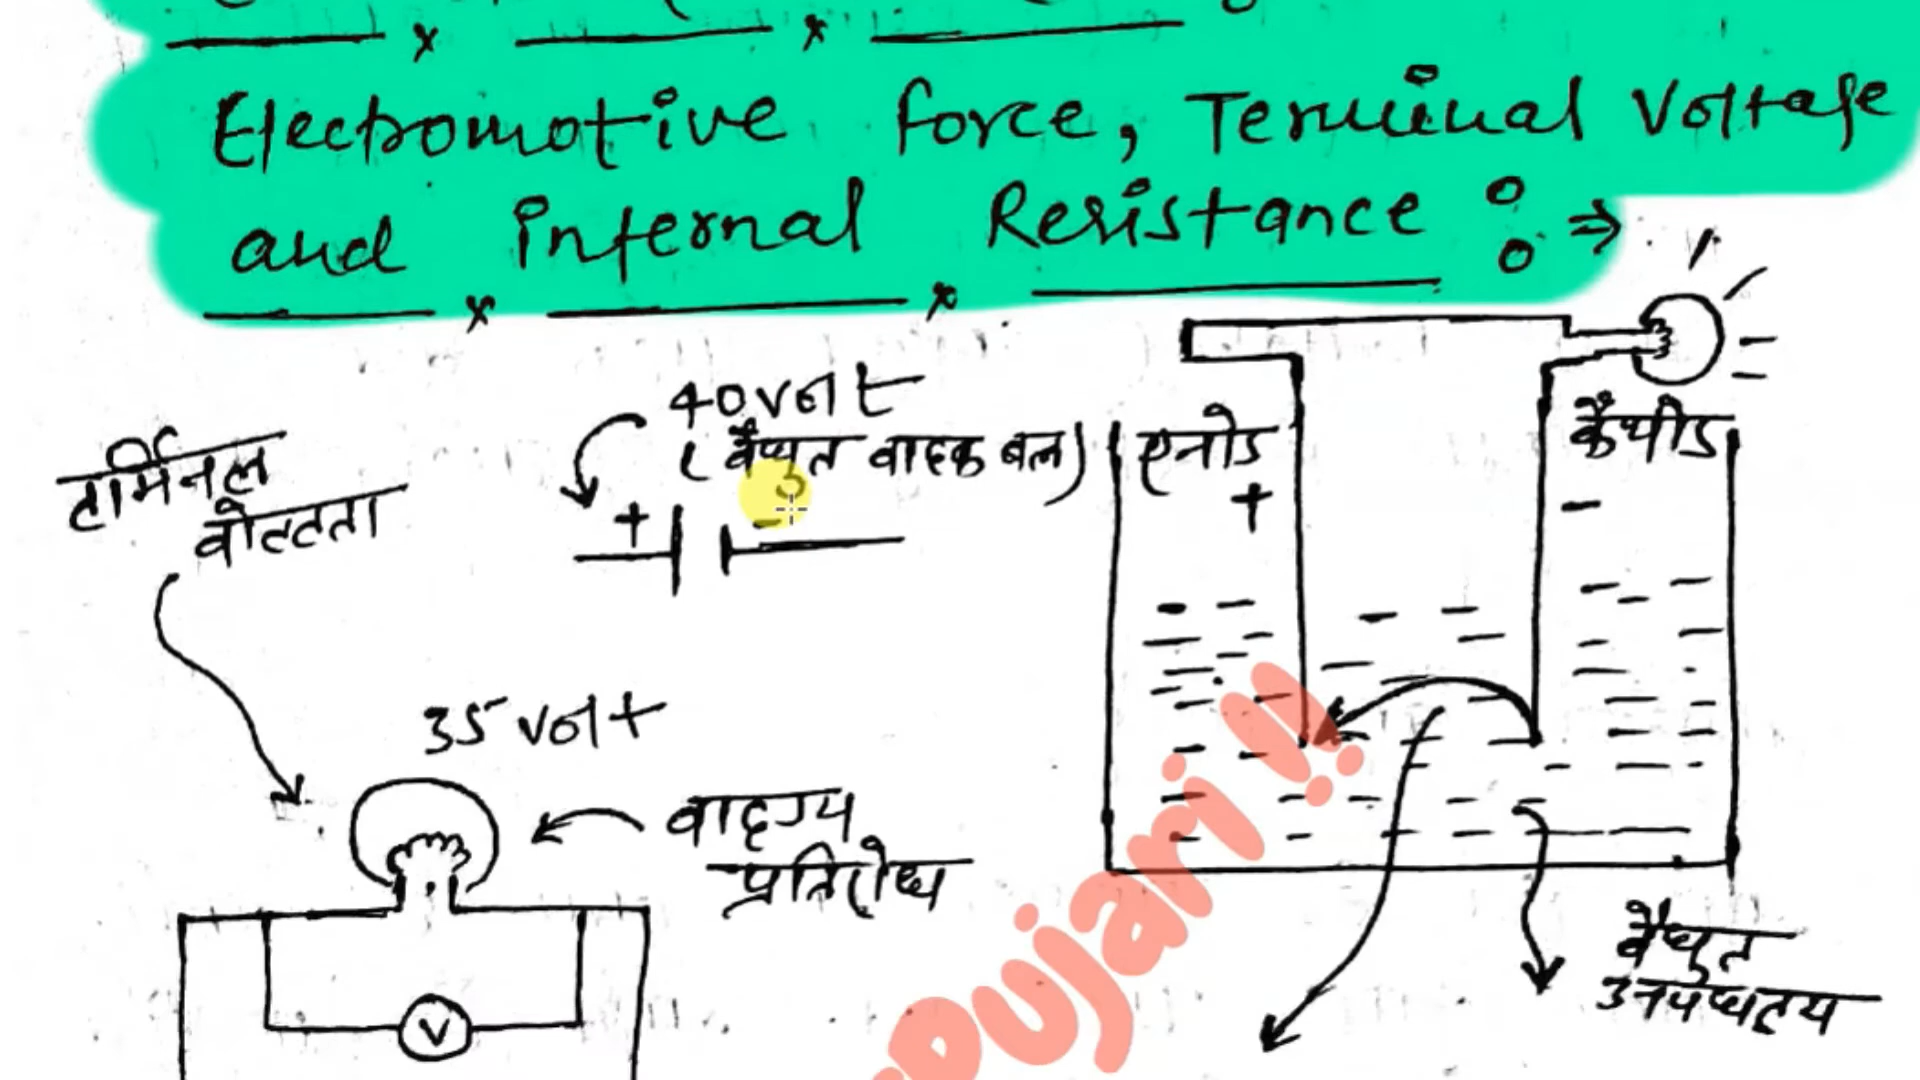 Electromotive force, Terminal Voltage
and internal Resistance :⇒
40 volt
(वैद्युत वाहक बल)
एनोड
+
कैथोड
-
टर्मिनल
वोल्टता
+ -
35 volt
वाह्य
प्रतिरोध
V
वैद्युत
अपघट्य
pujari !!